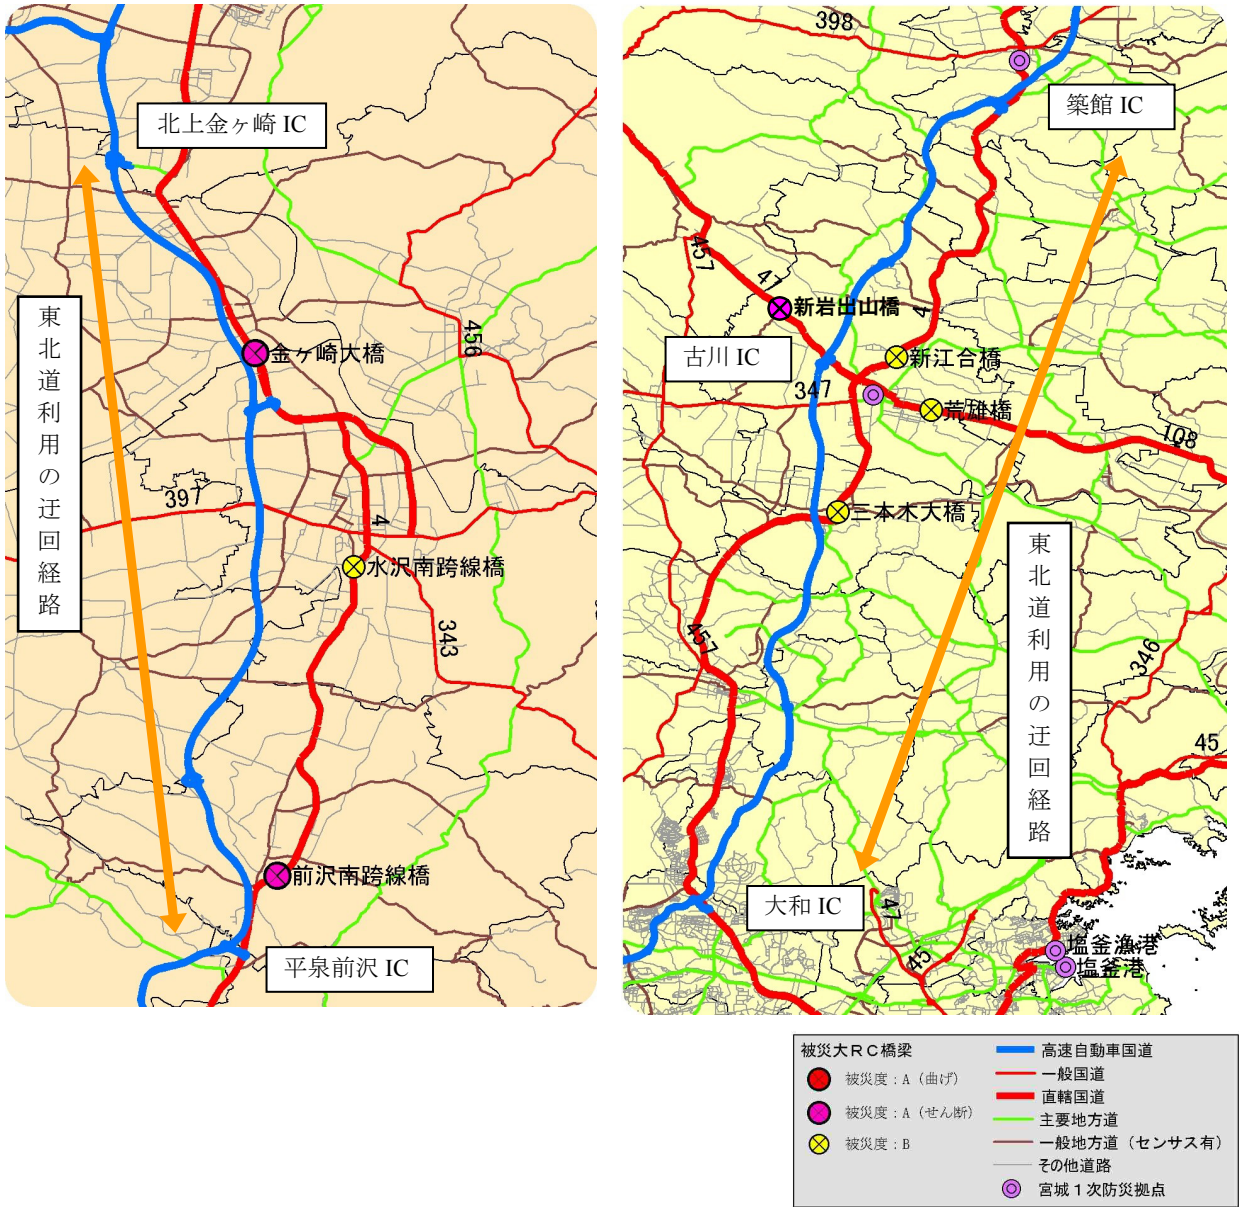 北上金ヶ崎 IC
金ヶ崎大橋
東北道利用の迂回経路
456
397
4
水沢南跨線橋
343
前沢南跨線橋
平泉前沢 IC
398
築館 IC
457
47
新岩出山橋
4
古川 IC
新江合橋
347
荒雄橋
108
三本木大橋
東北道利用の迂回経路
457
346
45
大和 IC
47
45
塩釜漁港
塩釜港
被災大RC橋梁
被災度：A（曲げ）
被災度：A（せん断）
被災度：B
高速自動車国道
一般国道
直轄国道
主要地方道
一般地方道（センサス有）
その他道路
宮城１次防災拠点